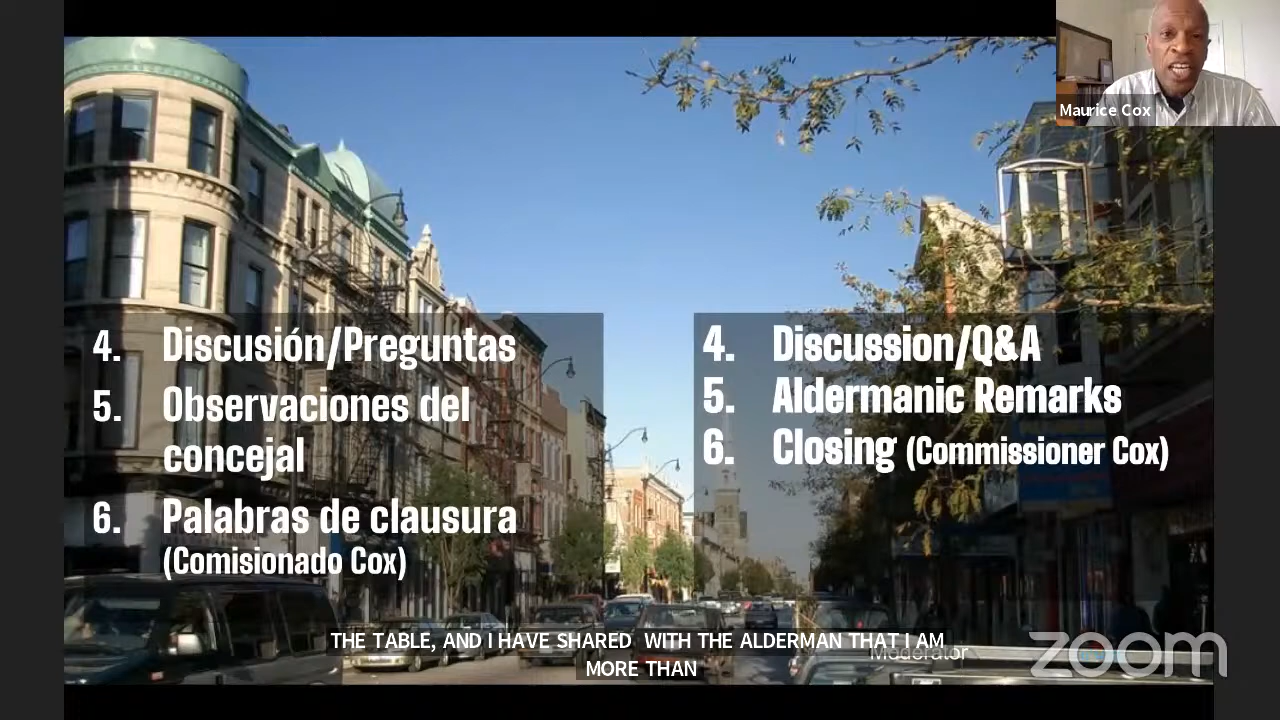 Maurice Cox
4. Discusión/Preguntas
5. Observaciones del
concejal
6. Palabras de clausura
(Comisionado Cox)
4. Discussion/Q&A
5. Aldermanic Remarks
6. Closing (Commissioner Cox)
THE TABLE, AND I HAVE SHARED WITH THE ALDERMAN THAT I AM
MORE THAN
Moderator
zoom